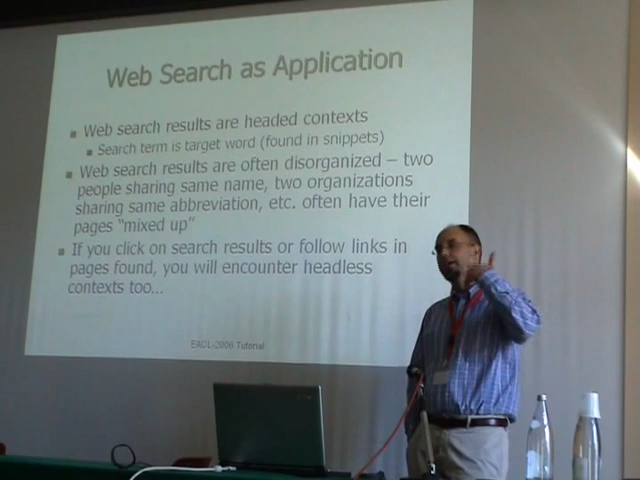 Web Search as Application
Web search results are headed contexts
Search term is target word (found in snippets)
Web search results are often disorganized – two
people sharing same name, two organizations
sharing same abbreviation, etc. often have their
pages “mixed up”
If you click on search results or follow links in
pages found, you will encounter headless
contexts too...
EACL-2006 Tutorial